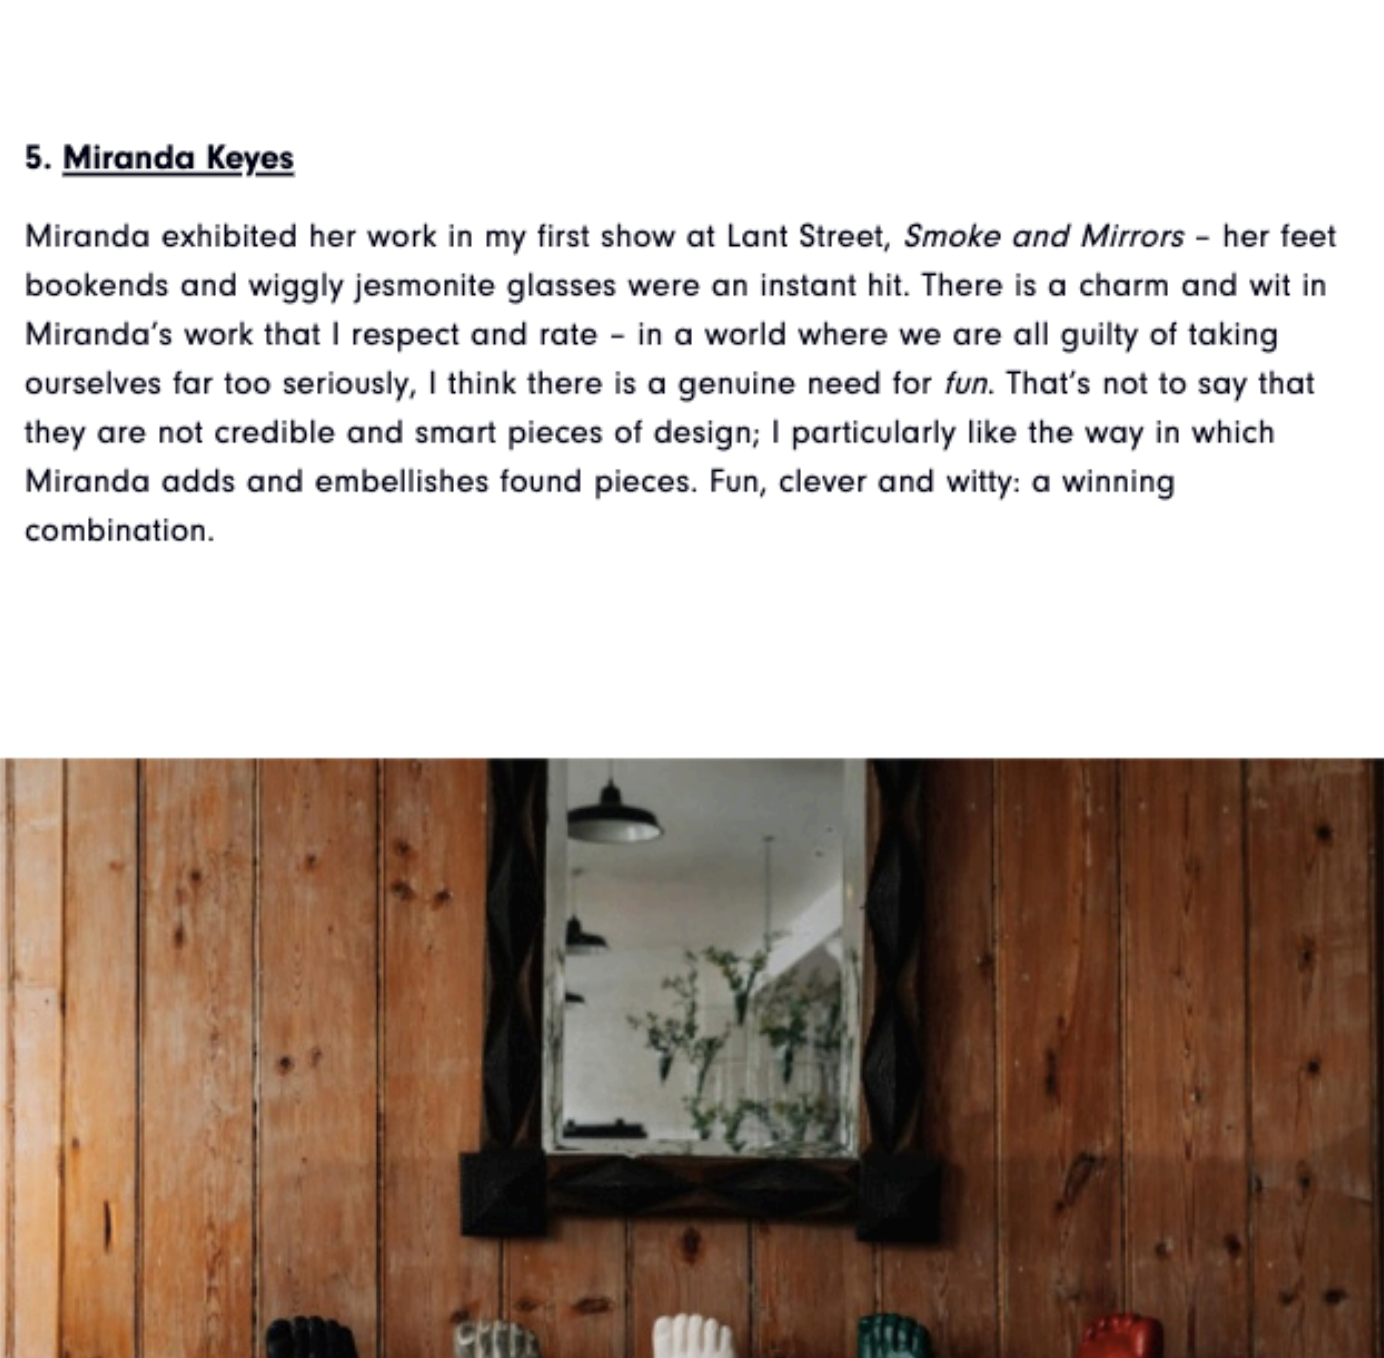 5. Miranda Keyes
Miranda exhibited her work in my first show at Lant Street, Smoke and Mirrors – her feet
bookends and wiggly jesmonite glasses were an instant hit. There is a charm and wit in
Miranda’s work that I respect and rate – in a world where we are all guilty of taking
ourselves far too seriously, I think there is a genuine need for fun. That’s not to say that
they are not credible and smart pieces of design; I particularly like the way in which
Miranda adds and embellishes found pieces. Fun, clever and witty: a winning
combination.